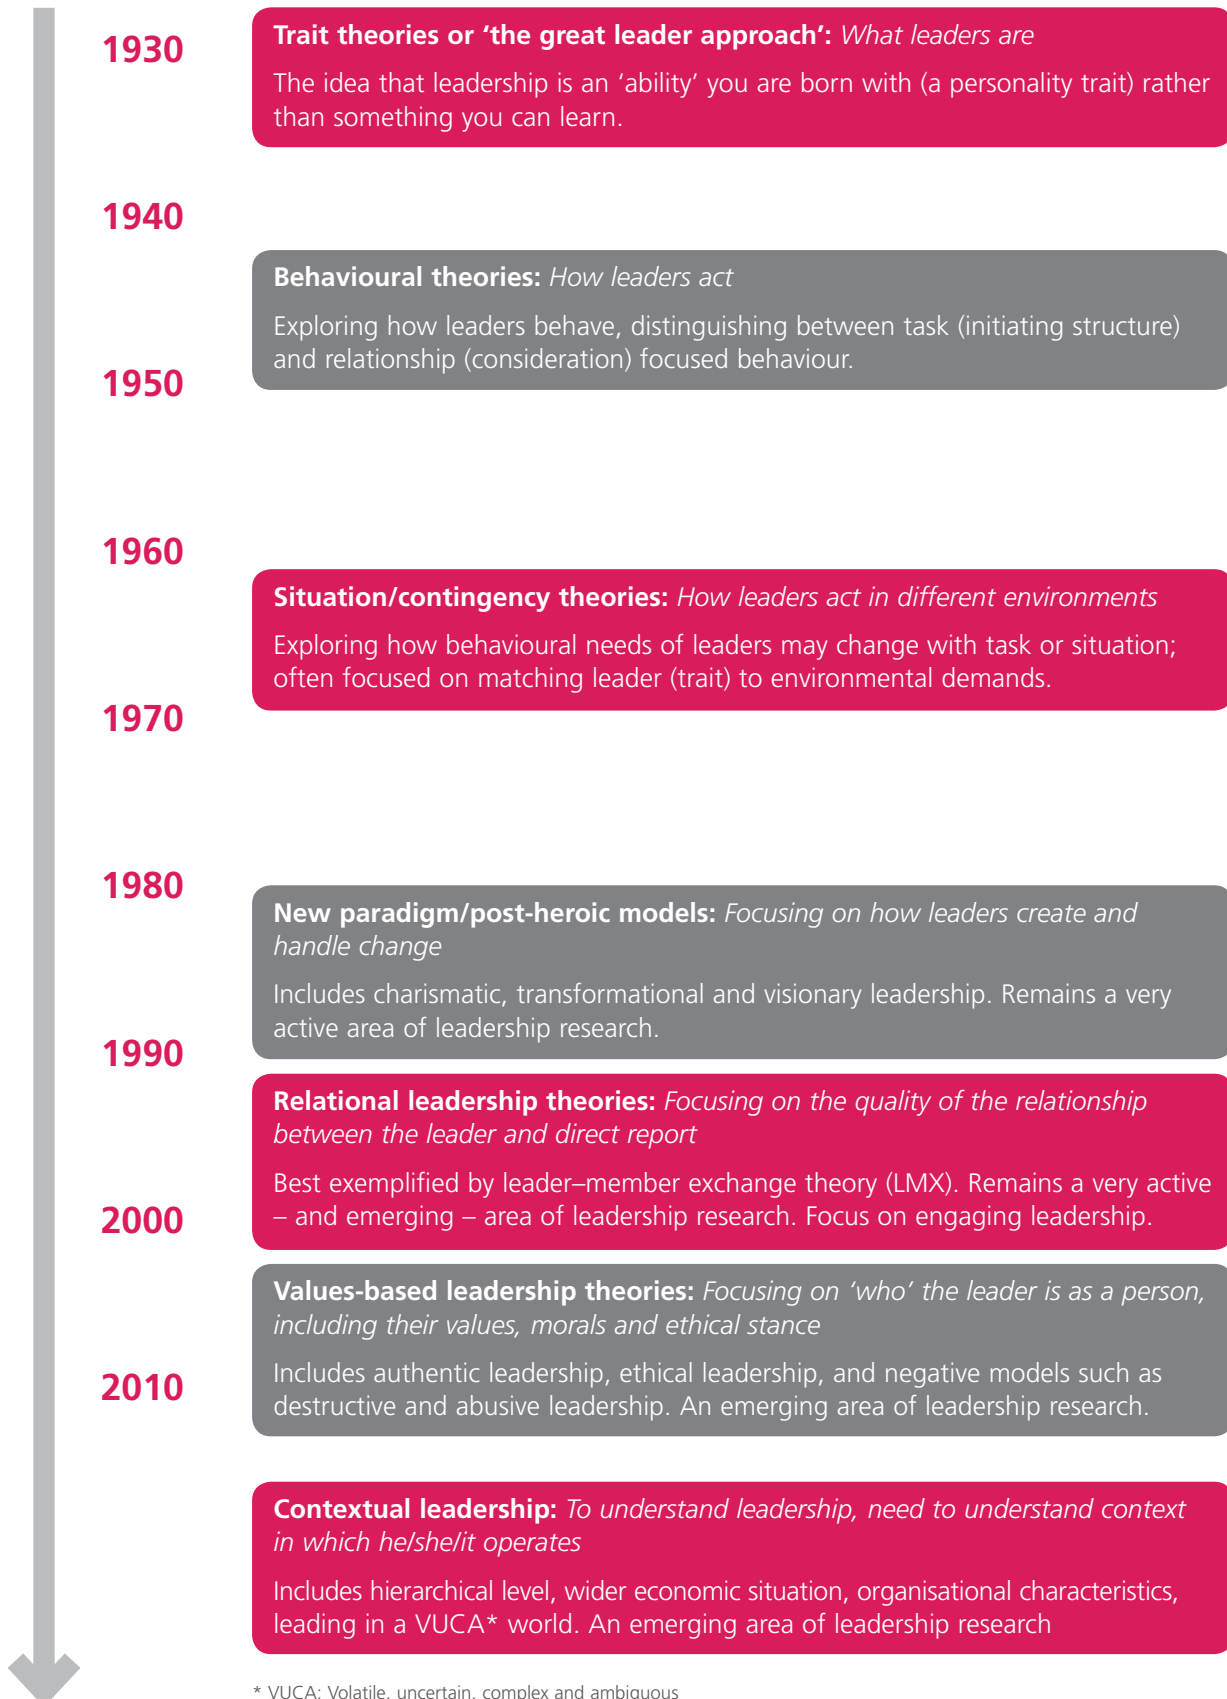 1930
Trait theories or ‘the great leader approach’: What leaders are
The idea that leadership is an ‘ability’ you are born with (a personality trait) rather
than something you can learn.
1940
Behavioural theories: How leaders act
Exploring how leaders behave, distinguishing between task (initiating structure)
and relationship (consideration) focused behaviour.
1950
1960
Situation/contingency theories: How leaders act in different environments
Exploring how behavioural needs of leaders may change with task or situation;
often focused on matching leader (trait) to environmental demands.
1970
1980
New paradigm/post-heroic models: Focusing on how leaders create and
handle change
Includes charismatic, transformational and visionary leadership. Remains a very
active area of leadership research.
1990
Relational leadership theories: Focusing on the quality of the relationship
between the leader and direct report
Best exemplified by leader–member exchange theory (LMX). Remains a very active
– and emerging – area of leadership research. Focus on engaging leadership.
2000
Values-based leadership theories: Focusing on ‘who’ the leader is as a person,
including their values, morals and ethical stance
Includes authentic leadership, ethical leadership, and negative models such as
destructive and abusive leadership. An emerging area of leadership research.
2010
Contextual leadership: To understand leadership, need to understand context
in which he/she/it operates
Includes hierarchical level, wider economic situation, organisational characteristics,
leading in a VUCA* world. An emerging area of leadership research
* VUCA: Volatile, uncertain, complex and ambiguous